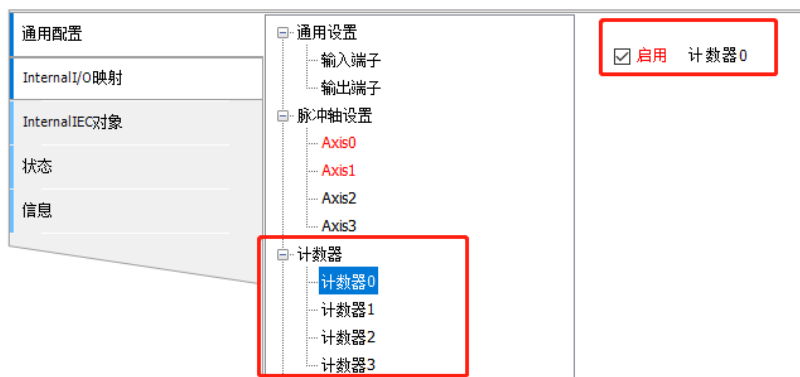 通用配置
InternalI/O映射
InternalIEC对象
状态
信息
通用设置
输入端子
输出端子
脉冲轴设置
Axis0
Axis1
Axis2
Axis3
计数器
计数器0
计数器1
计数器2
计数器3
启用 计数器0